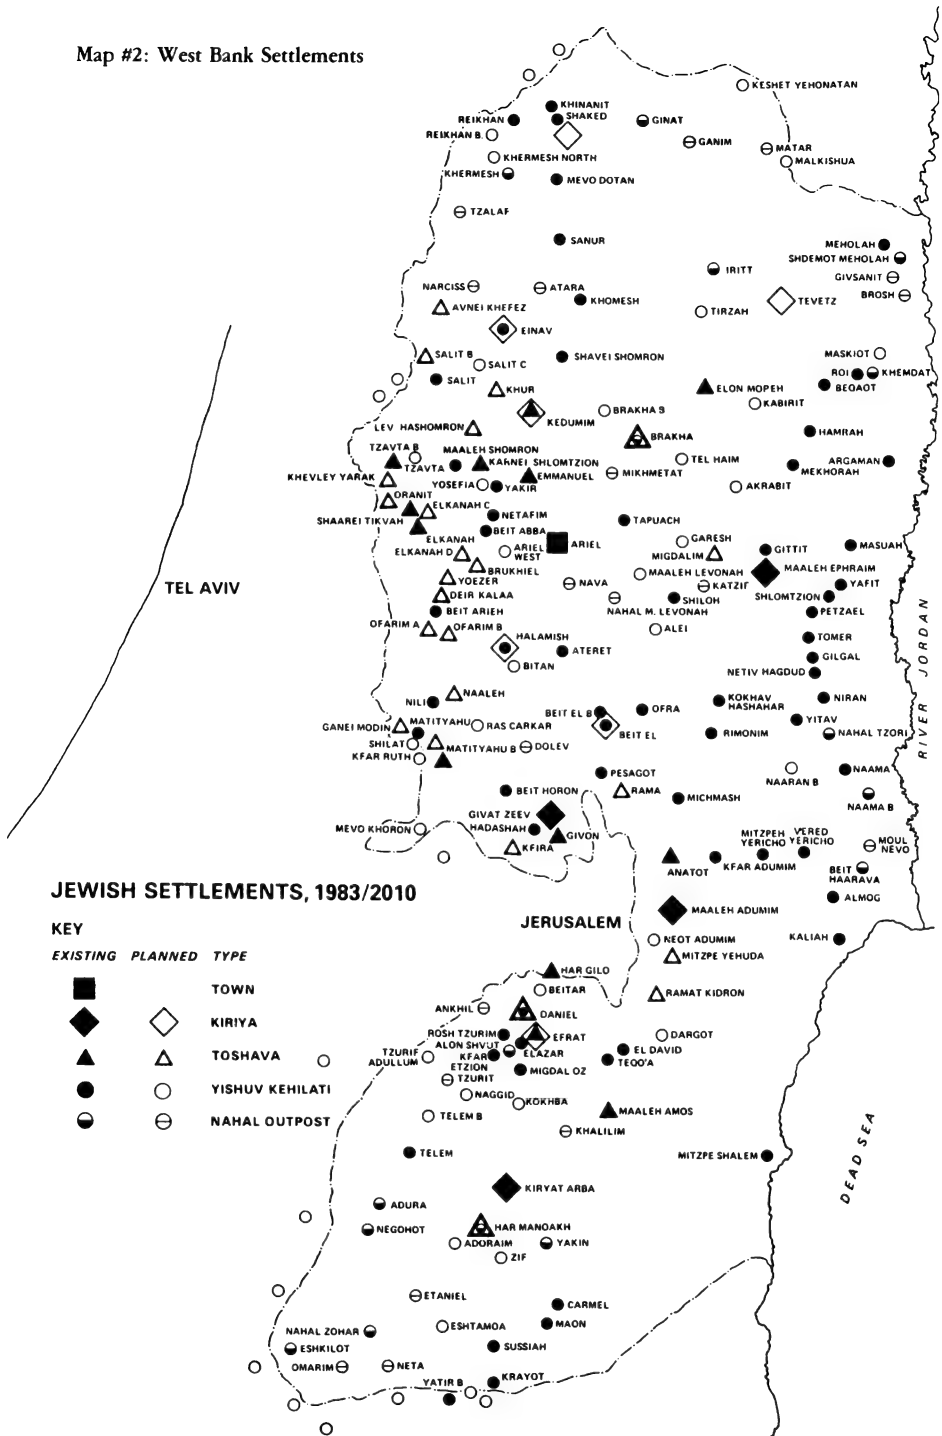 Map #2: West Bank Settlements
KESHET YEHONATAN
KHINANIT
SHAKED
REIKHAN
GINAT
REIKHAN B.
GANIM
MATAR
KHERMESH NORTH
MALKISHUA
KHERMESH
MEVO DOTAN
TZALAF
SANUR
MEHOLAH
SHDEMOT MEHOLAH
IRITT
GIVSANIT
NARCISS
ATARA
BROSH
KHOMESH
TEVETZ
AVNEI KHEFEZ
TIRZAH
EINAV
SALIT B
SHAVEI SHOMRON
MASKIOT
SALIT C
ROI
KHEMDAT
SALIT
BEQAOT
KHUR
ELON MOPEH
KABIRIT
BRAKHA B
KEDUMIM
LEV HASHOMRON
BRAKHA
HAMRAH
TZAVTA B
MAALEH SHOMRON
TEL HAIM
ARGAMAN
TZAVTA
KARNEI SHLOMTZION
MEKHORAH
KHEVLEY YARAK
EMMANUEL
MIKHMETAT
YOSEFIA
YAKIR
AKRABIT
ORANIT
ELKANAH C
NETAFIM
SHAAREI TIKVAH
TAPUACH
BEIT ABBA
ELKANAH
GARESH
ARIEL
ELKANAH D
ARIEL
WEST
MIGDALIM
GITTIT
MASUAH
BRUKHIEL
MAALEH LEVONAH
MAALEH EPHRAIM
YOEZER
NAVA
KATZIF
YAFIT
DEIR KALAA
SHILOH
SHLOMTZION
TEL AVIV
BEIT ARIEH
NAHAL M. LEVONAH
PETZAEL
OFARIM A
OFARIM B
ALEI
HALAMISH
TOMER
ATERET
GILGAL
BITAN
NETIV HAGDUD
RIVER JORDAN
NAALEH
NILI
KOKHAV
HASHAHAR
NIRAN
BEIT EL B
OFRA
GANEI MODIN
MATITYAHU
RAS CARKAR
YITAV
BEIT EL
RIMONIM
NAHAL TZORI
SHILAT
MATITYAHU B
DOLEV
KFAR RUTH
PESAGOT
NAARAN B
NAAMA
BEIT HORON
RAMA
MICHMASH
NAAMA B
GIVAT ZEEV
MEVO KHORON
HADASHAH
GIVON
MITZPEH
YERICHO
VERED
YERICHO
MOUL
NEVO
KFIRA
ANATOT
KFAR ADUMIM
BEIT
HAARAVA
ALMOG
JEWISH SETTLEMENTS, 1983/2010
MAALEH ADUMIM
JERUSALEM
KEY
NEOT ADUMIM
KALIAH
EXISTING PLANNED TYPE
MITZPE YEHUDA
HAR GILO
TOWN
BEITAR
RAMAT KIDRON
ANKHIL
DANIEL
KIRIYA
ROSH TZURIM
EFRAT
DARGOT
ALON SHVUT
ELAZAR
EL DAVID
TOSHAVA
TZURIF
ADULLUM
KFAR
ETZION
TEQO'A
MIGDAL OZ
TZURIT
YISHUV KEHILATI
NAGGID
KOKHBA
TELEM B
MAALEH AMOS
NAHAL OUTPOST
KHALILIM
TELEM
MITZPE SHALEM
DEAD SEA
KIRYAT ARBA
ADURA
NEGOHOT
HAR MANOAKH
ADORAIM
YAKIN
ZIF
ETANIEL
CARMEL
NAHAL ZOHAR
ESHTAMOA
MAON
ESHKILOT
SUSSIAH
OMARIM
NETA
YATIR B
KRAYOT